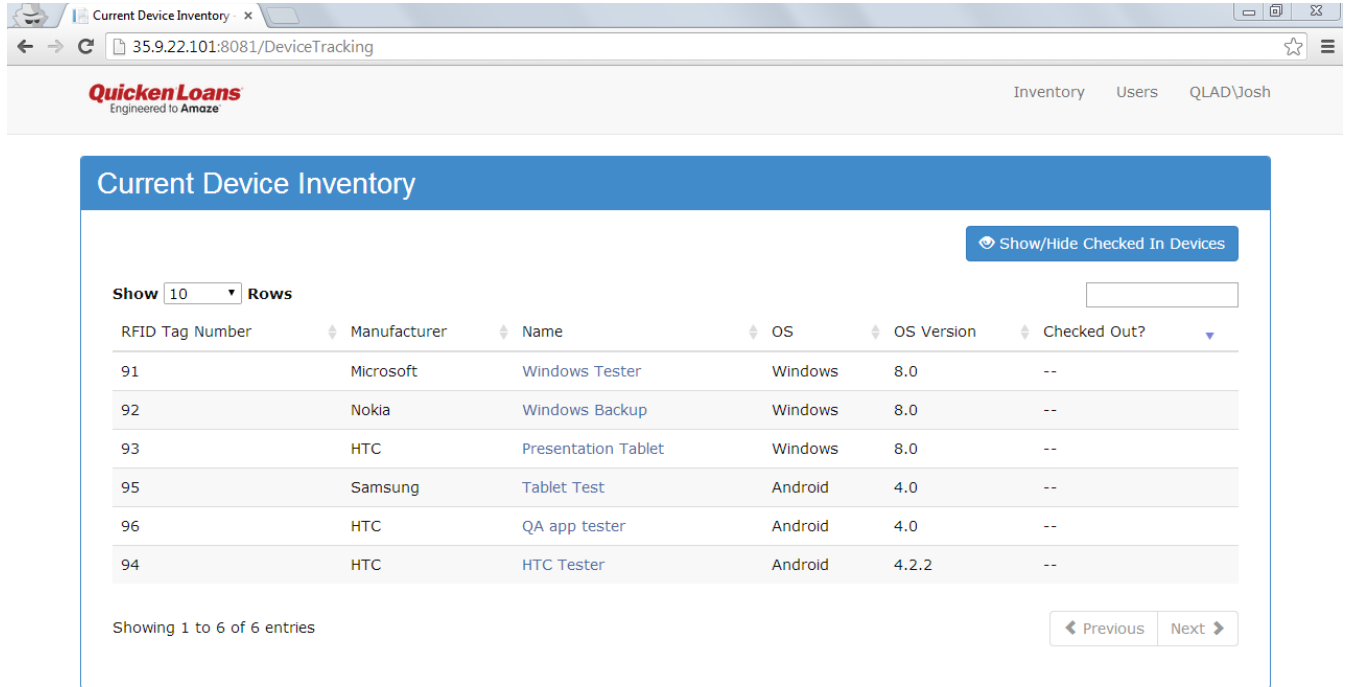 Current Device Inventory
35.9.22.101:8081/DeviceTracking
Quicken Loans
Engineered to Amaze
Inventory Users QLAD\Josh
Current Device Inventory
Show/Hide Checked In Devices
Show 10 Rows
RFID Tag Number Manufacturer Name OS OS Version Checked Out?
91 Microsoft Windows Tester Windows 8.0 --
92 Nokia Windows Backup Windows 8.0 --
93 HTC Presentation Tablet Windows 8.0 --
95 Samsung Tablet Test Android 4.0 --
96 HTC QA app tester Android 4.0 --
94 HTC HTC Tester Android 4.2.2 --
Showing 1 to 6 of 6 entries
Previous Next